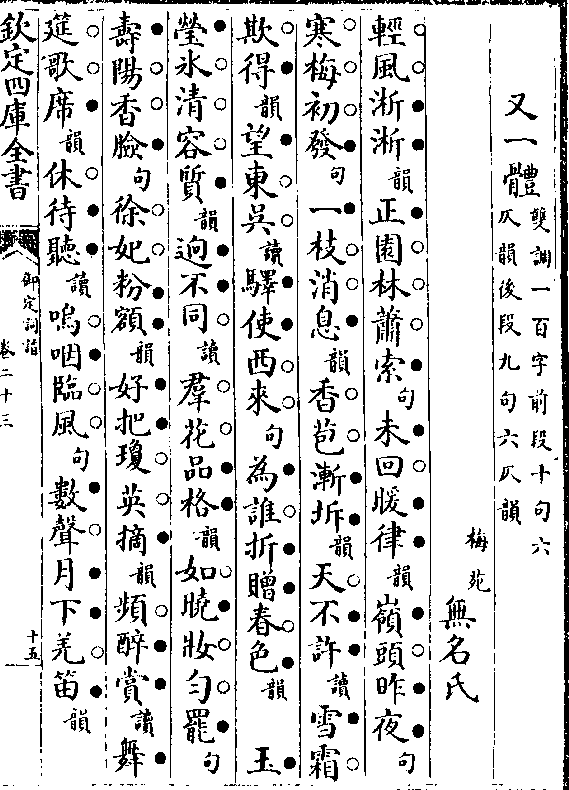 又一體雙調一百字前段十句六
仄韻後段九句六仄韻
梅苑
無名氏
輕風淅淅韻正園林蕭索句未回暖律韻嶺頭昨夜句
寒梅初發句一枝消息韻香苞漸拆韻天不許讀雪霜
欺得韻望東吳讀驛使西來句為誰折贈春色韻 玉
瑩氷清容質韻逈不同讀羣花品格韻如曉妝勻罷句
壽陽香臉句徐妃粉額韻好把瓊英摘韻頻醉賞讀舞
筵歌席韻休待聽讀嗚咽臨風句數聲月下羌笛韻
欽定四庫全書
御定詞譜
卷二十三
十五